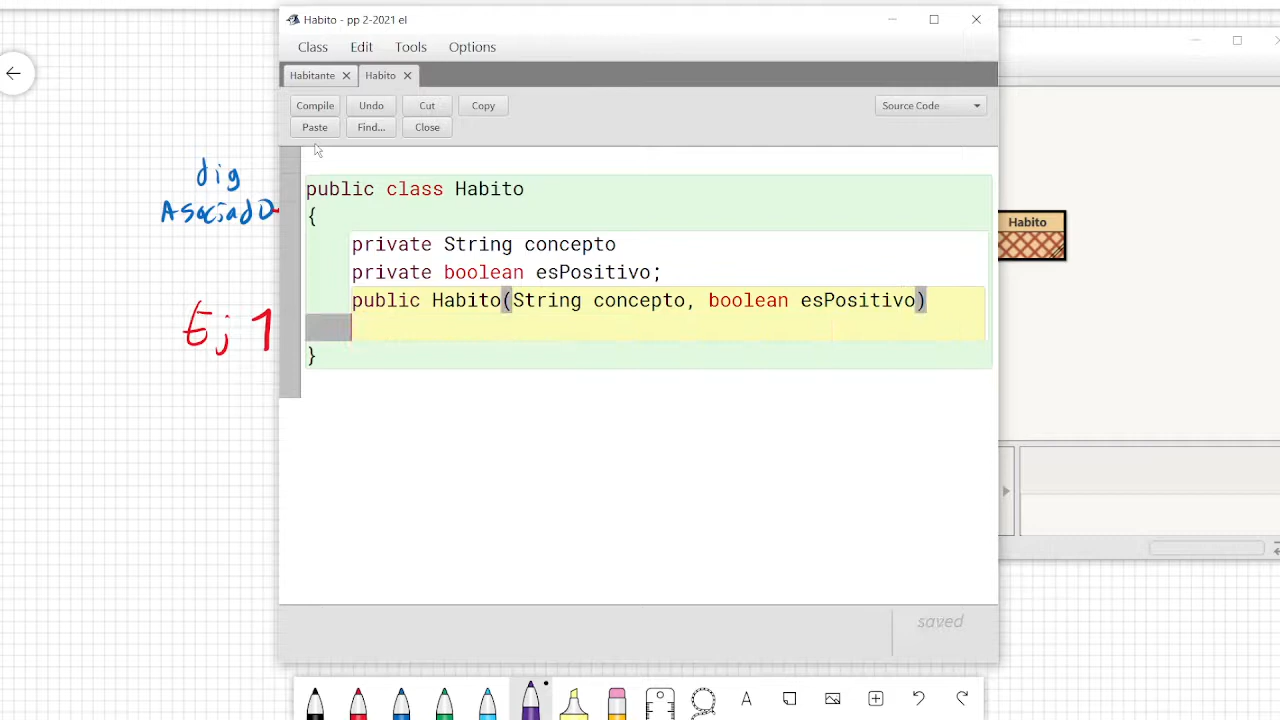 Habito - pp 2-2021 el
Class Edit Tools Options
Habitante Habito
Compile Undo Cut Copy Source Code
Paste Find... Close
dig
AsociadO
Ej 1
public class Habito
{
private String concepto
private boolean esPositivo;
public Habito(String concepto, boolean esPositivo)
}
Habito
saved
A